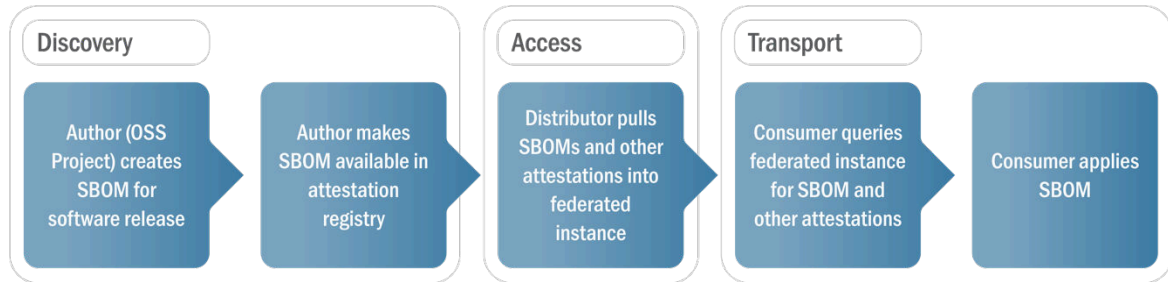 Discovery
Author (OSS
Project) creates
SBOM for
software release
Author makes
SBOM available in
attestation
registry
Access
Distributor pulls
SBOMs and other
attestations into
federated
instance
Transport
Consumer queries
federated instance
for SBOM and
other attestations
Consumer applies
SBOM